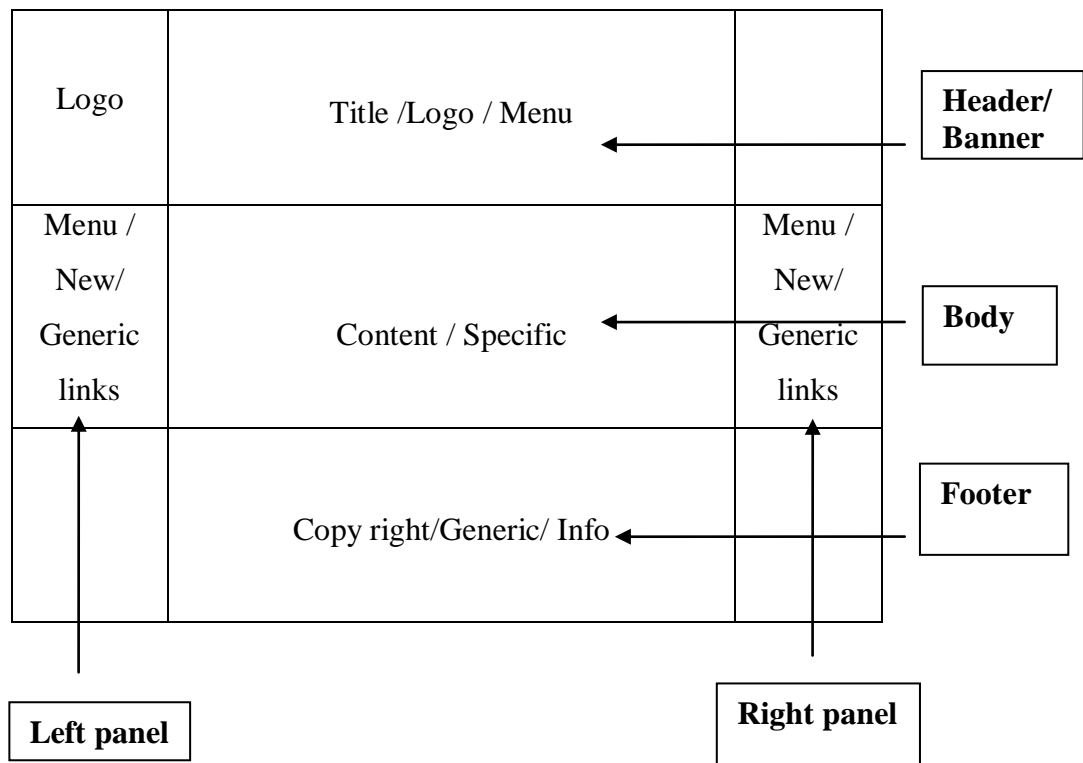 Logo
Title /Logo / Menu
Header/
Banner
Menu /
New/
Generic
links
Content / Specific
Menu /
New/
Generic
links
Body
Copy right/Generic/ Info
Footer
Left panel
Right panel